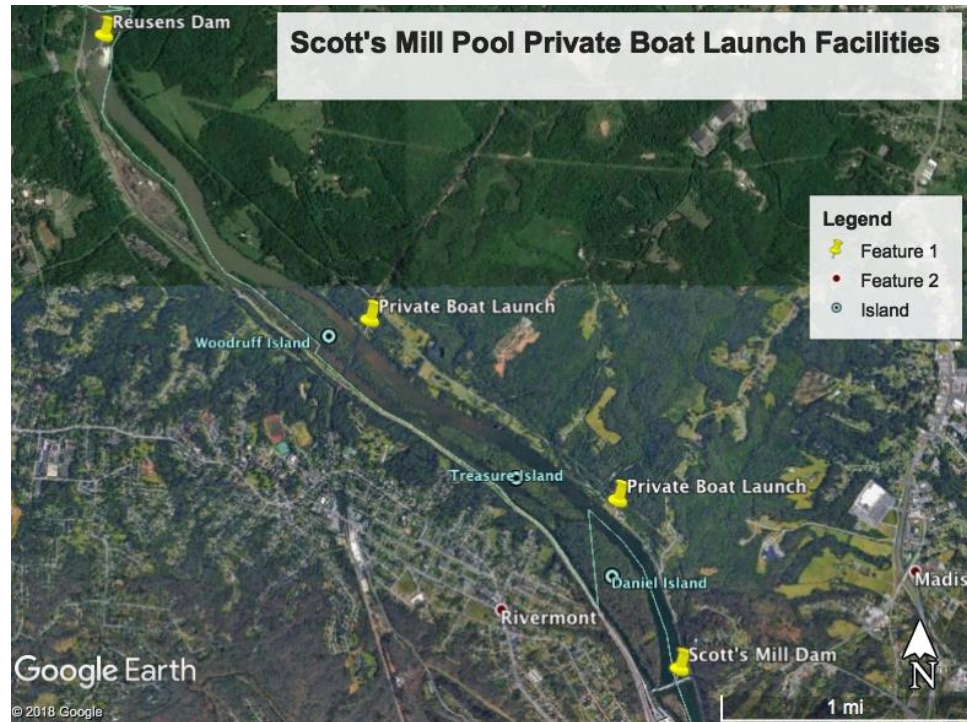 Reusens Dam
Scott's Mill Pool Private Boat Launch Facilities
Legend
Feature 1
Feature 2
Island
Private Boat Launch
Woodruff Island
Treasure Island
Private Boat Launch
Daniel Island
Madis
Rivermont
Scott's Mill Dam
Google Earth
N
1 mi
© 2018 Google